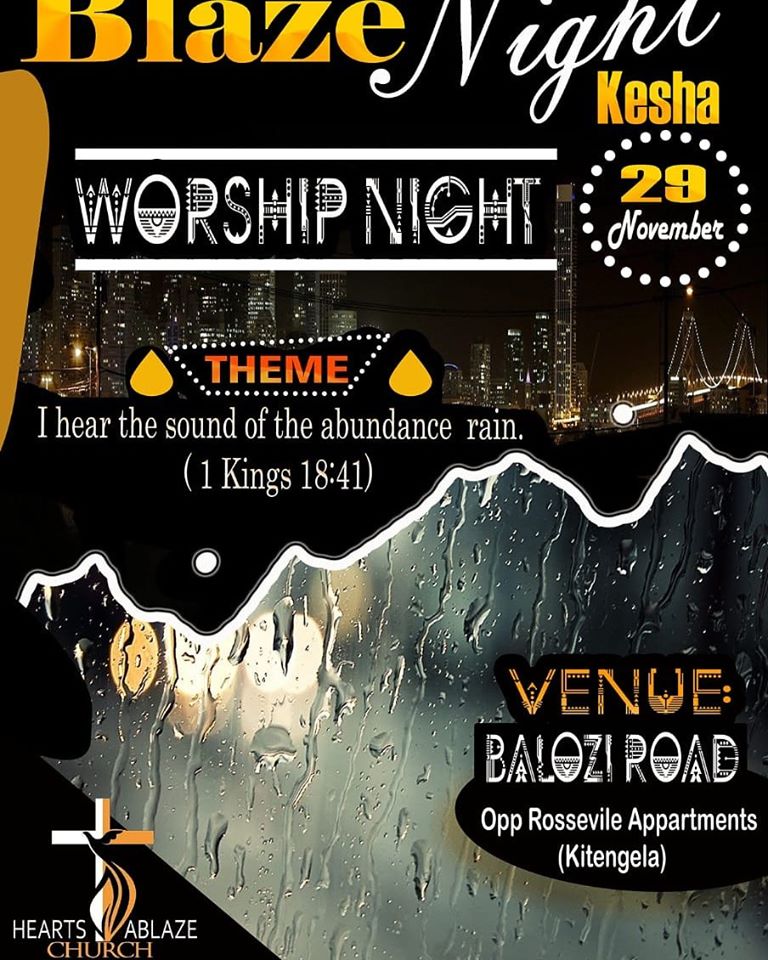 Blaze Night
Kesha
WORSHIP NIGHT
29
November
THEME
I hear the sound of the abundance rain.
( 1 Kings 18:41)
VENUE:
BALOZI ROAD
Opp Rossevile Appartments
(Kitengela)
HEARTS ABLAZE
CHURCH